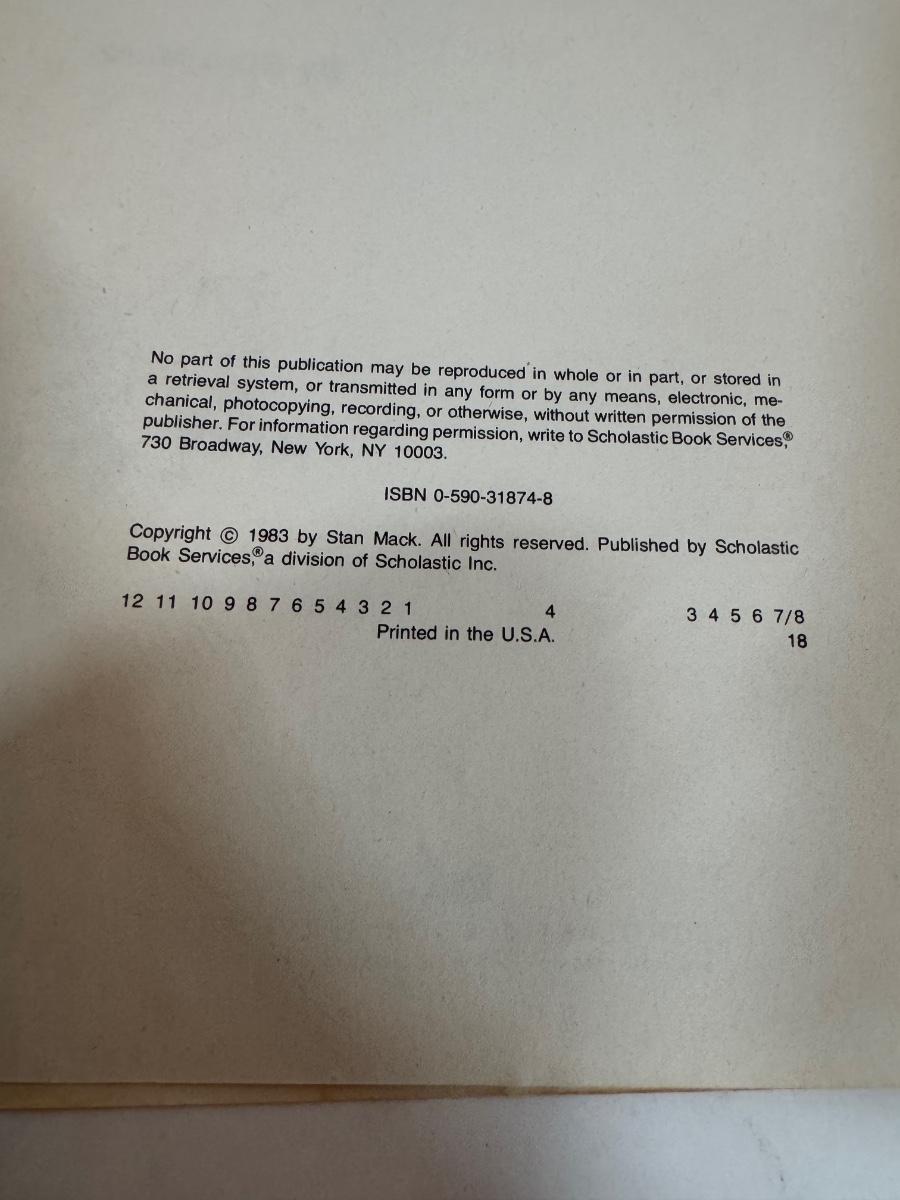 No part of this publication may be reproduced in whole or in part, or stored in
a retrieval system, or transmitted in any form or by any means, electronic, me-
chanical, photocopying, recording, or otherwise, without written permission of the
publisher. For information regarding permission, write to Scholastic Book Services,®
730 Broadway, New York, NY 10003.
ISBN 0-590-31874-8
Copyright © 1983 by Stan Mack. All rights reserved. Published by Scholastic
Book Services,® a division of Scholastic Inc.
12 11 10 9 8 7 6 5 4 3 2 1 4 3 4 5 6 7/8
Printed in the U.S.A. 18